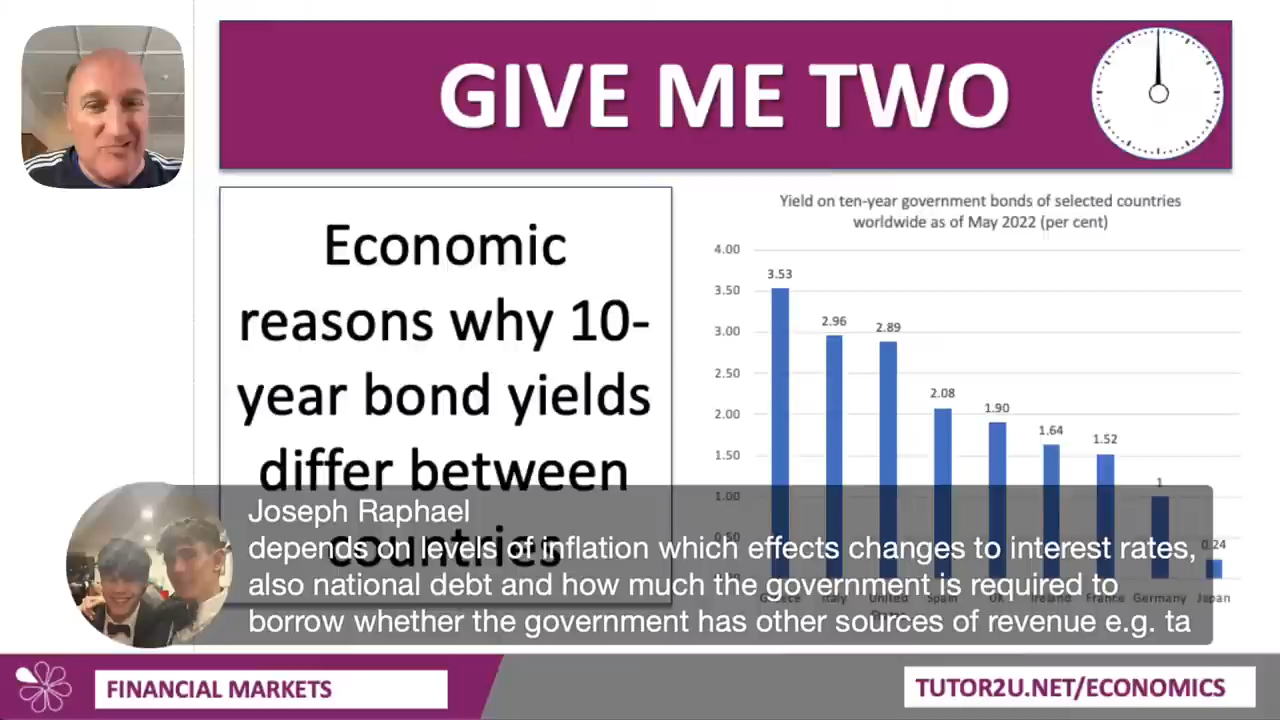 GIVE ME TWO
Economic
reasons why 10-
year bond yields
differ between
countries
Yield on ten-year government bonds of selected countries
worldwide as of May 2022 (per cent)
4.00
3.50
3.00
2.50
2.00
1.50
1.00
0.50
3.53
2.96
2.89
2.08
1.90
1.64
1.52
1
0.24
Greece
Italy
United
Spain
UK
Ireland
France
Germany
Japan
Joseph Raphael
depends on levels of inflation which effects changes to interest rates,
also national debt and how much the government is required to
borrow whether the government has other sources of revenue e.g. ta
FINANCIAL MARKETS
TUTOR2U.NET/ECONOMICS